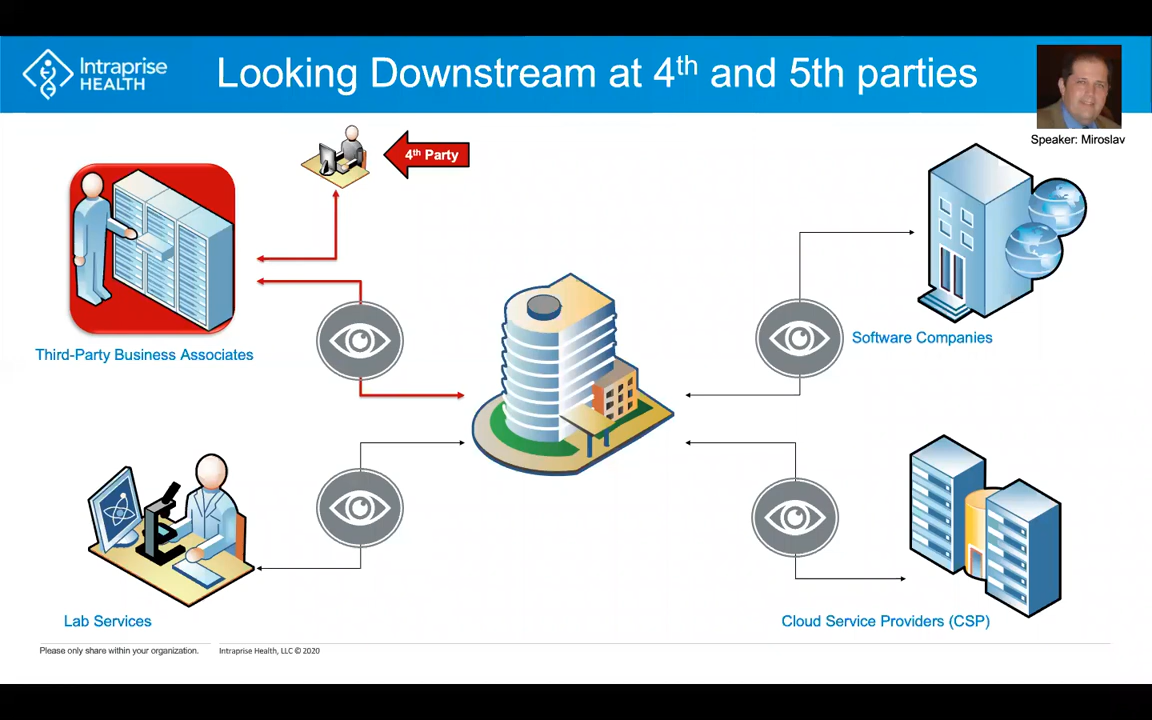 Intraprise
HEALTH
Looking Downstream at 4th and 5th parties
Speaker: Miroslav
4th Party
Third-Party Business Associates
Software Companies
Lab Services
Cloud Service Providers (CSP)
Please only share within your organization.
Intraprise Health, LLC © 2020